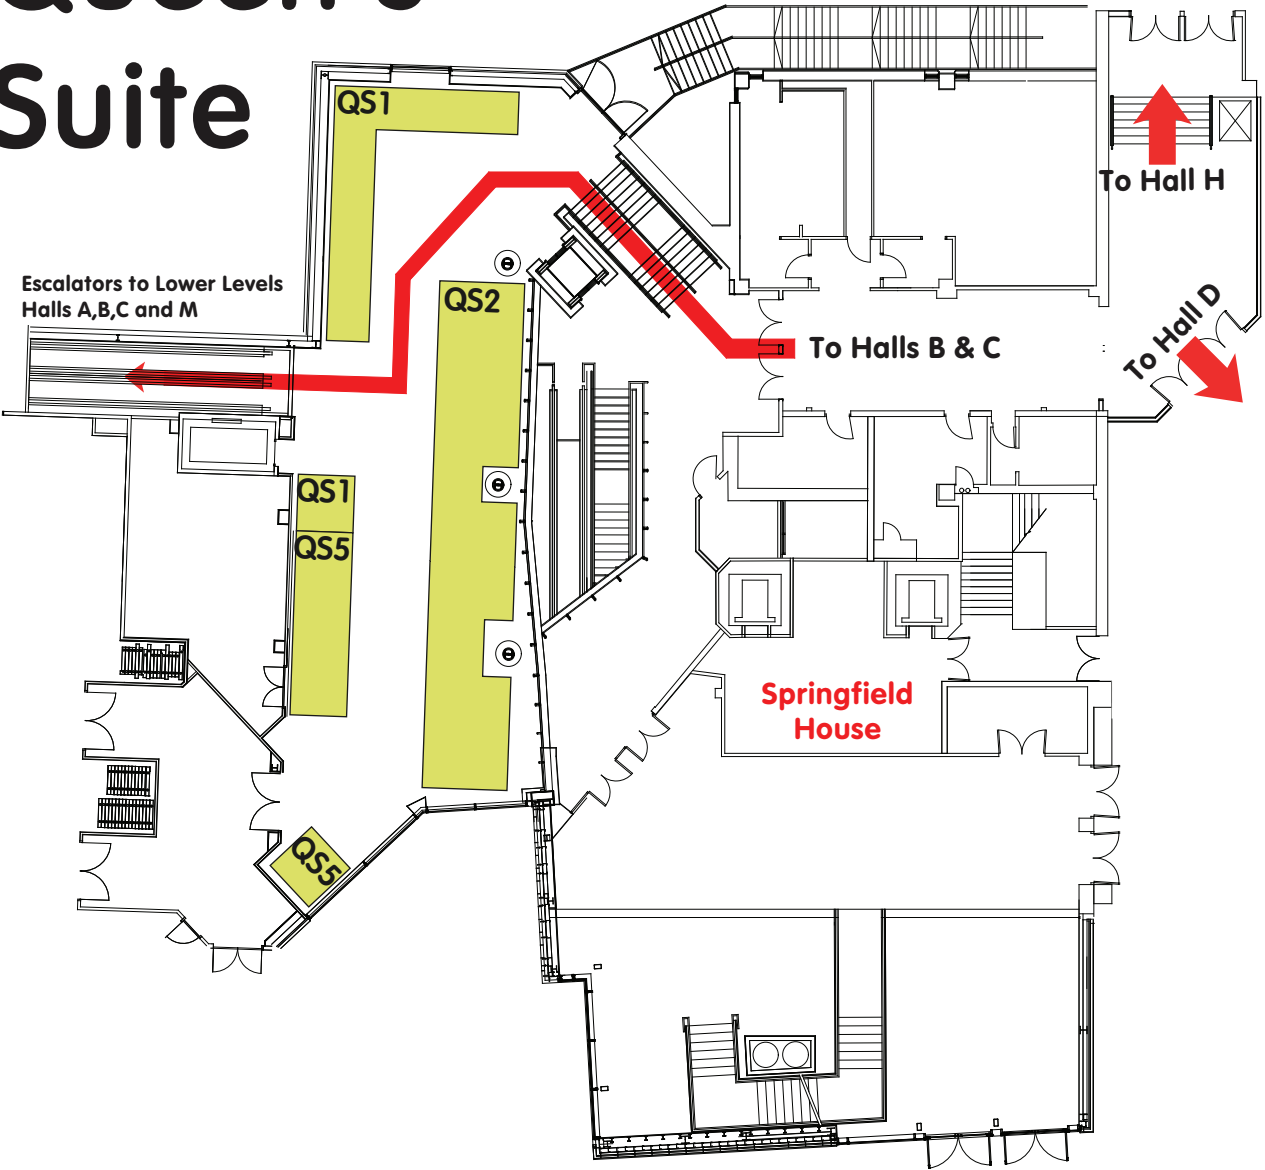 Suite
QS1
To Hall H
Escalators to Lower Levels
Halls A,B,C and M
QS2
To Halls B & C
To Hall D
QS1
QS5
Springfield
House
QS5